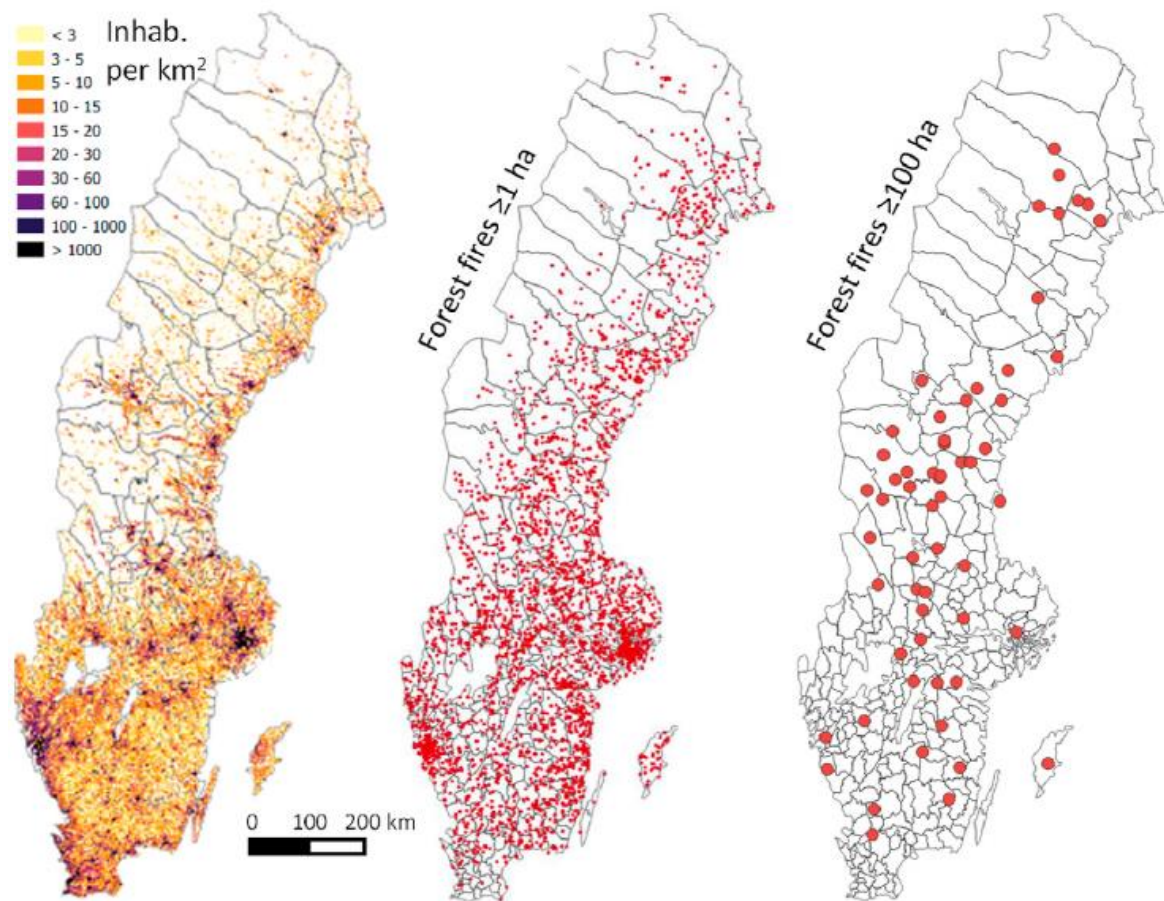 Inhab.
per km²
< 3
3 - 5
5 - 10
10 - 15
15 - 20
20 - 30
30 - 60
60 - 100
100 - 1000
> 1000
Forest fires ≥1 ha
Forest fires ≥100 ha
0 100 200 km